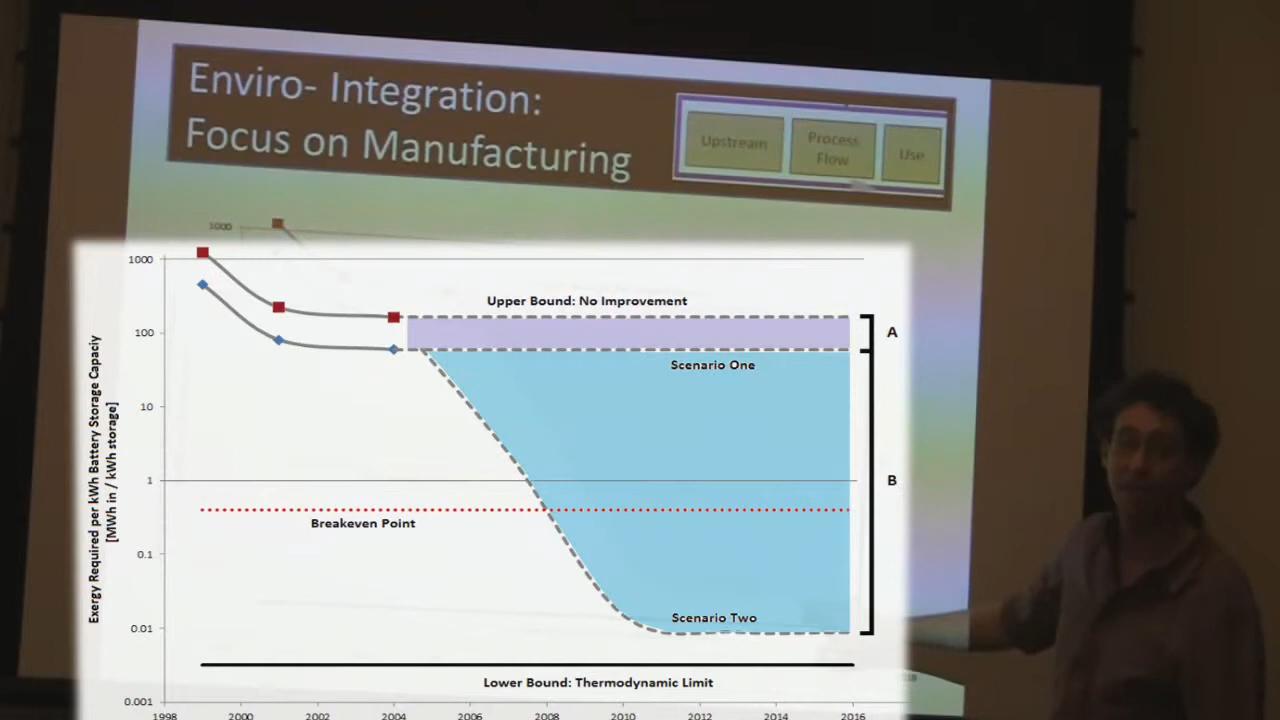 Enviro- Integration:
Focus on Manufacturing
Upstream
Process
Flow
Use
1000
1000
100
10
1
0.1
0.01
0.001
Exergy Required per kWh Battery Storage Capaciy
[MWh in / kWh storage]
Upper Bound: No Improvement
A
Scenario One
B
Breakeven Point
Scenario Two
Lower Bound: Thermodynamic Limit
1998 2000 2002 2004 2006 2008 2010 2012 2014 2016